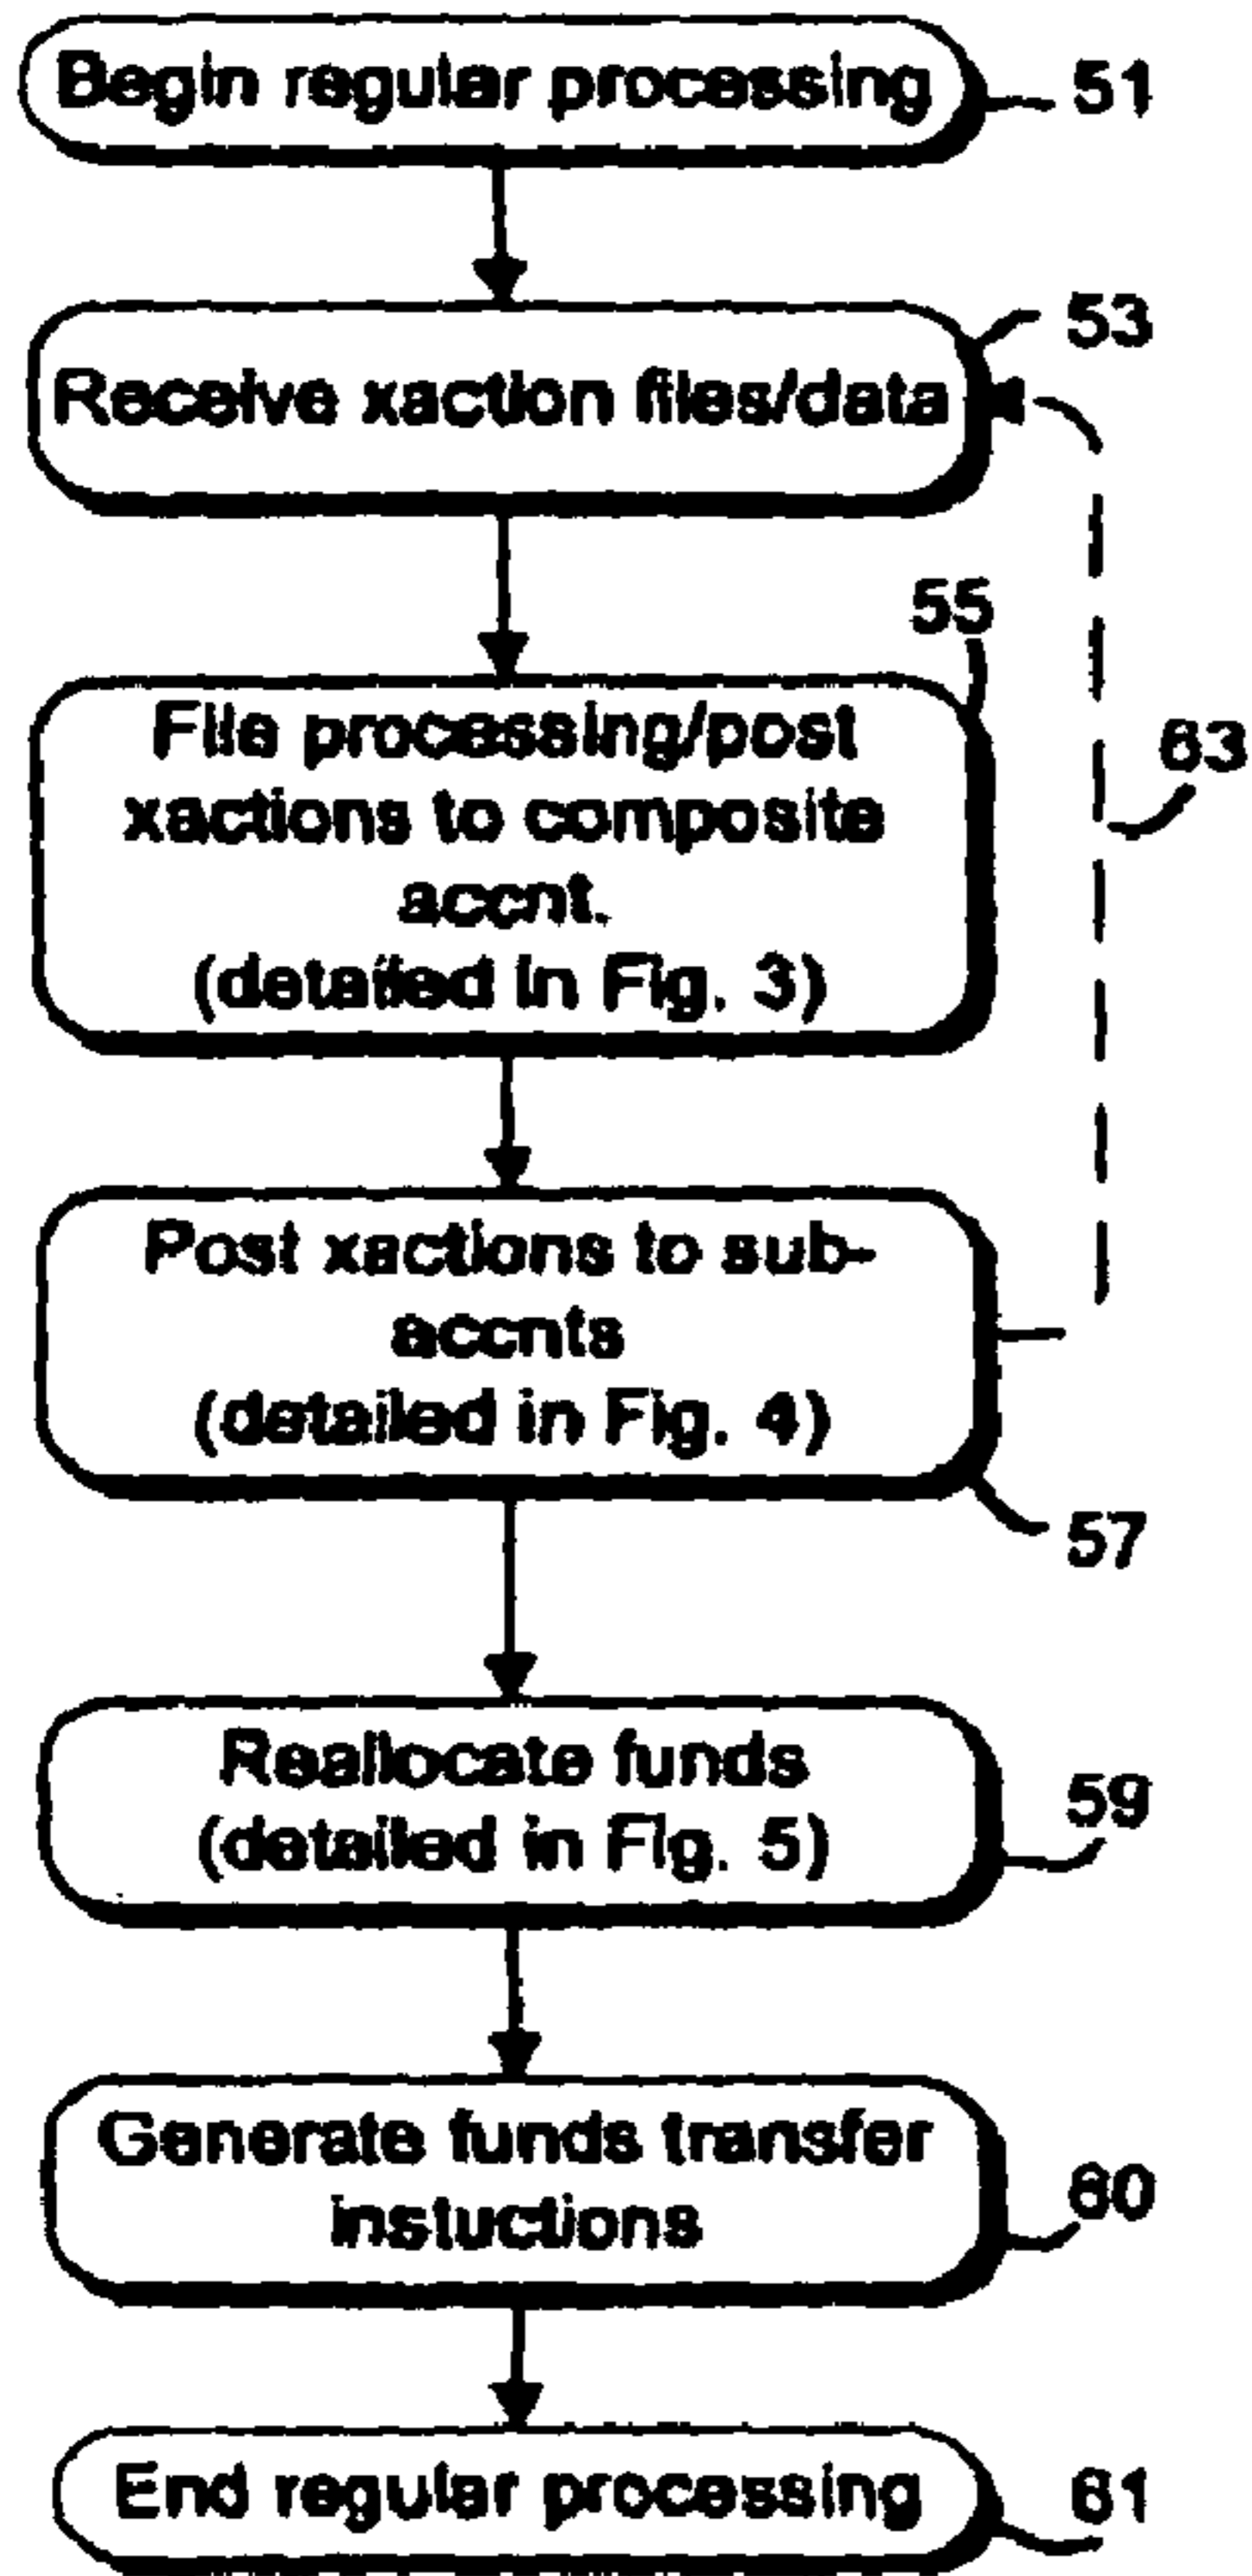 Begin regular processing
51
53
Receive xaction files/data
55
File processing/post
xactions to composite
accnt.
(detailed in Fig. 3)
63
Post xactions to sub-
accnts
(detailed in Fig. 4)
57
Reallocate funds
(detailed in Fig. 5)
59
Generate funds transfer
instuctions
60
End regular processing
61